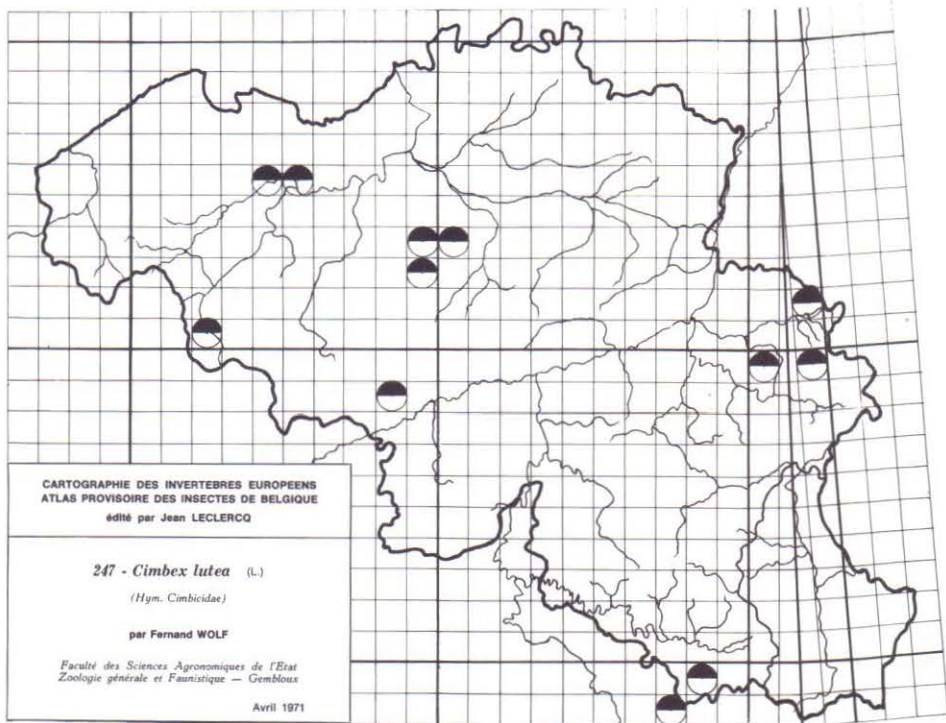 CARTOGRAPHIE DES INVERTEBRES EUROPEENS
ATLAS PROVISOIRE DES INSECTES DE BELGIQUE
édité par Jean LECLERCQ
247 - Cimbex lutea (L.)
(Hym. Cimbicidae)
par Fernand WOLF
Faculté des Sciences Agronomiques de l'Etat
Zoologie générale et Faunistique — Gembloux
Avril 1971